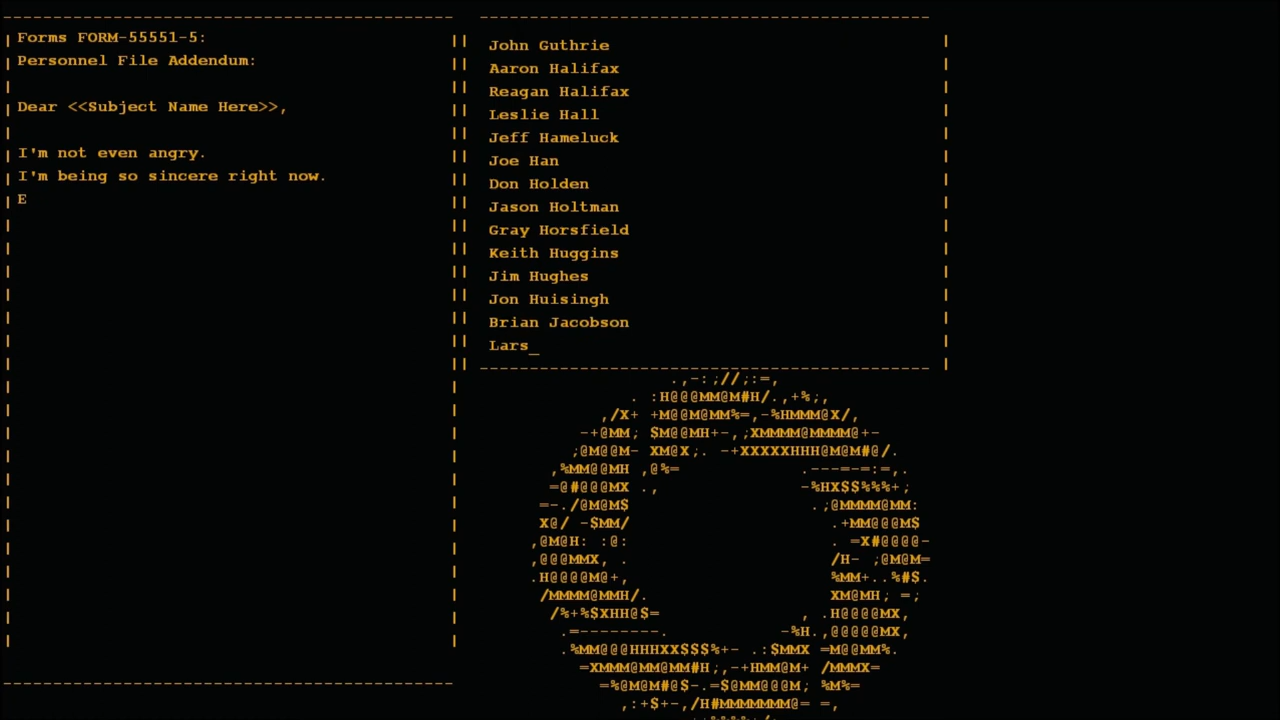 Forms FORM-55551-5:
Personnel File Addendum:
Dear <<Subject Name Here>>,
I'm not even angry.
I'm being so sincere right now.
E
John Guthrie
Aaron Halifax
Reagan Halifax
Leslie Hall
Jeff Hameluck
Joe Han
Don Holden
Jason Holtman
Gray Horsfield
Keith Huggins
Jim Hughes
Jon Huisingh
Brian Jacobson
Lars_